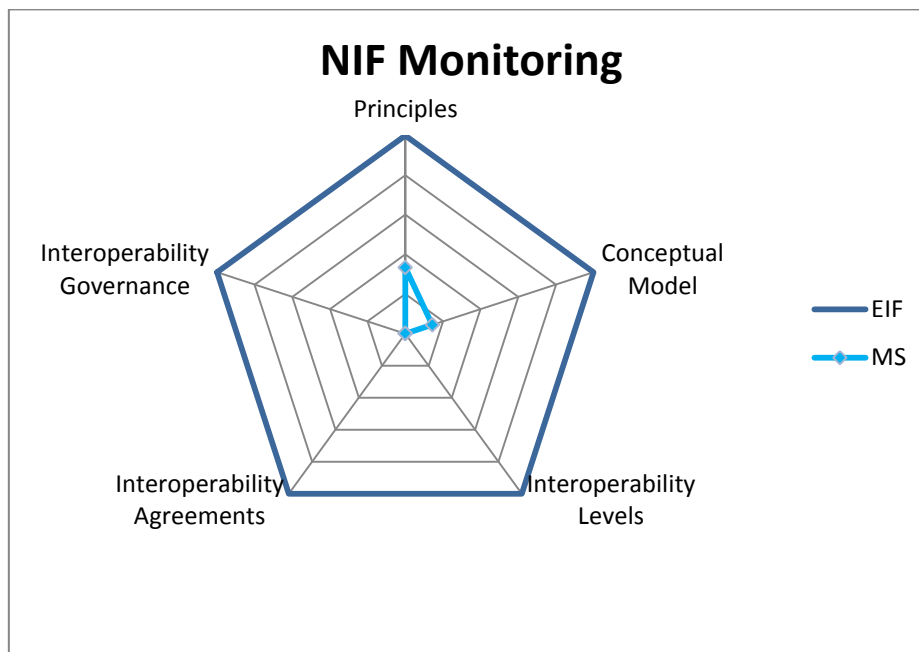 NIF Monitoring
Principles
Interoperability
Governance
Conceptual
Model
EIF
MS
Interoperability
Agreements
Interoperability
Levels